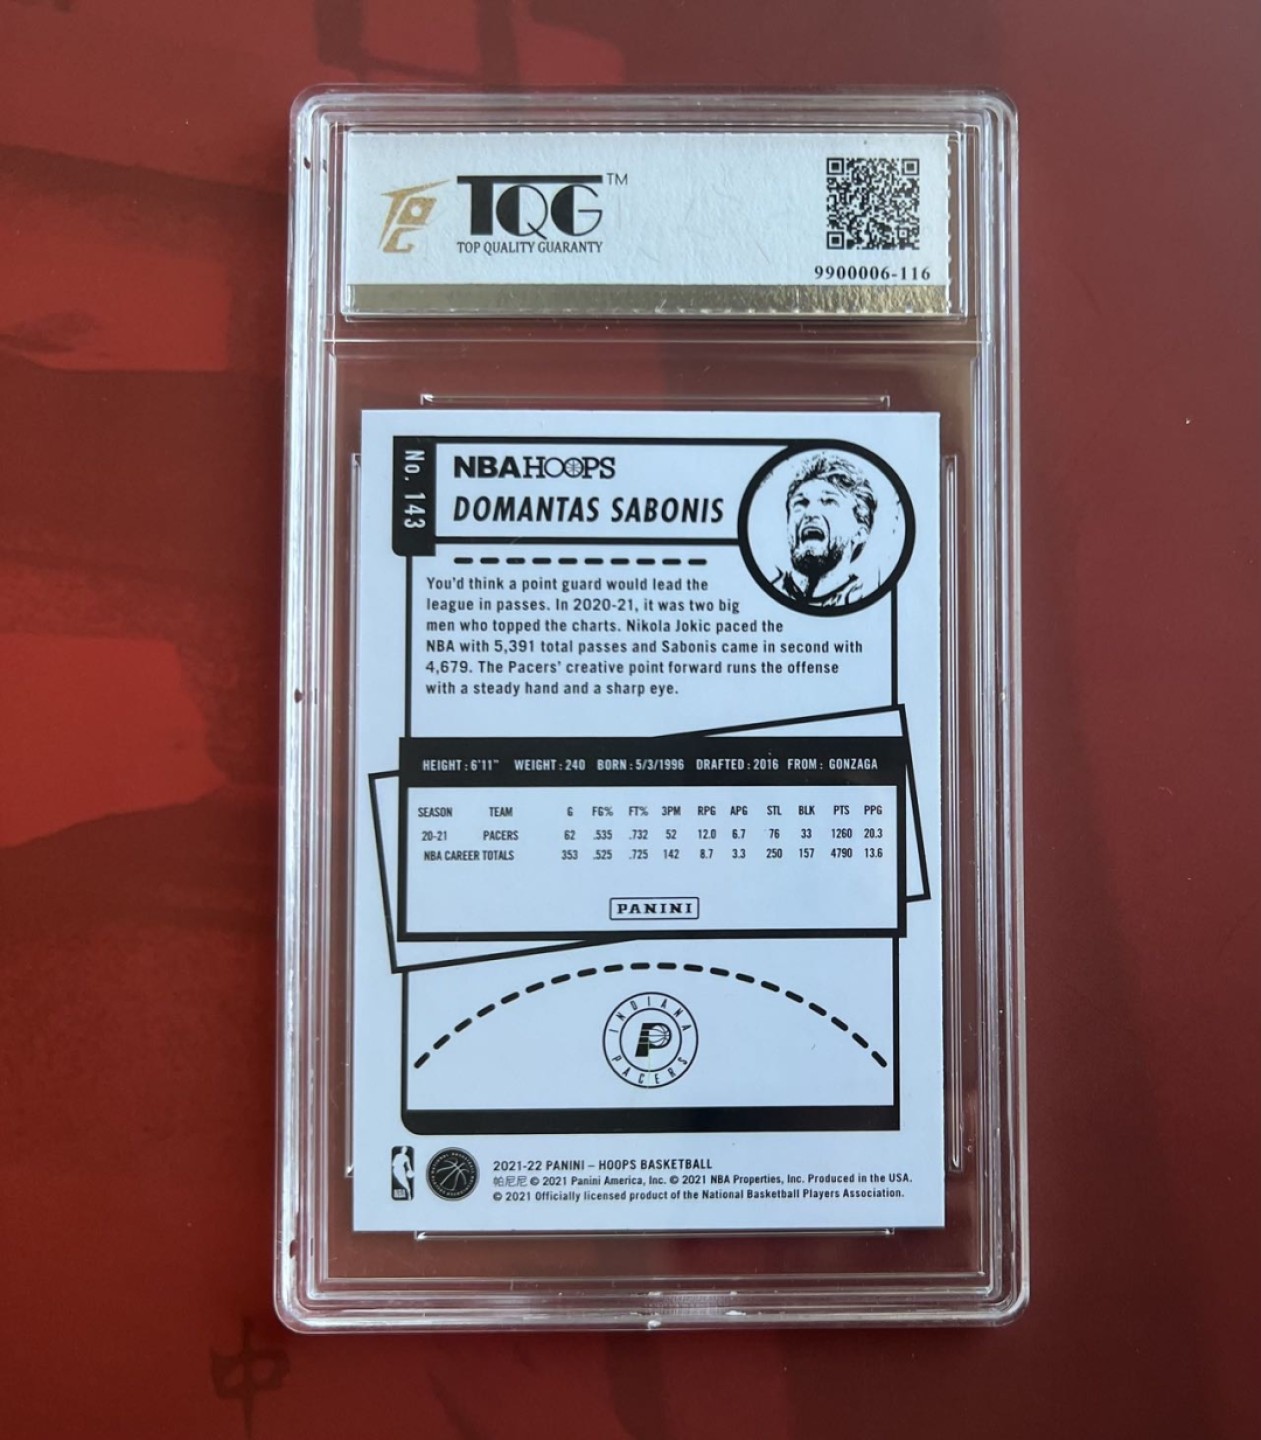 TQG™
TOP QUALITY GUARANTY
9900006-116
No. 143
NBA HOOPS
DOMANTAS SABONIS
You'd think a point guard would lead the
league in passes. In 2020-21, it was two big
men who topped the charts. Nikola Jokic paced the
NBA with 5,391 total passes and Sabonis came in second with
4,679. The Pacers' creative point forward runs the offense
with a steady hand and a sharp eye.
HEIGHT: 6'11" WEIGHT: 240 BORN: 5/3/1996 DRAFTED: 2016 FROM: GONZAGA
SEASON TEAM G FG% FT% 3PM RPG APG STL BLK PTS PPG
20-21 PACERS 62 .535 .732 52 12.0 6.7 76 33 1260 20.3
NBA CAREER TOTALS 353 .525 .725 142 8.7 3.3 250 157 4790 13.6
PANINI
INDIANA
PACERS
NBA
2021-22 PANINI – HOOPS BASKETBALL
帕尼尼 © 2021 Panini America, Inc. © 2021 NBA Properties, Inc. Produced in the USA.
© 2021 Officially licensed product of the National Basketball Players Association.
中